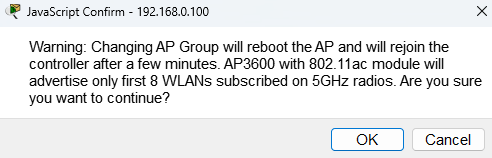 JavaScript Confirm - 192.168.0.100
Warning: Changing AP Group will reboot the AP and will rejoin the
controller after a few minutes. AP3600 with 802.11ac module will
advertise only first 8 WLANs subscribed on 5GHz radios. Are you sure
you want to continue?
OK Cancel